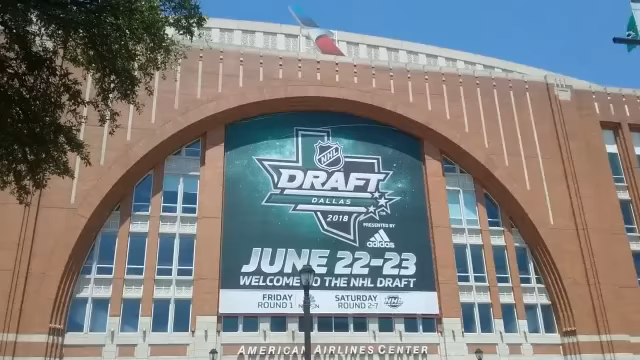 NHL
DRAFT
DALLAS
2018
PRESENTED BY
adidas
JUNE 22-23
WELCOME TO THE NHL DRAFT
FRIDAY
ROUND 1
SATURDAY
ROUND 2-7
AMERICAN AIRLINES CENTER